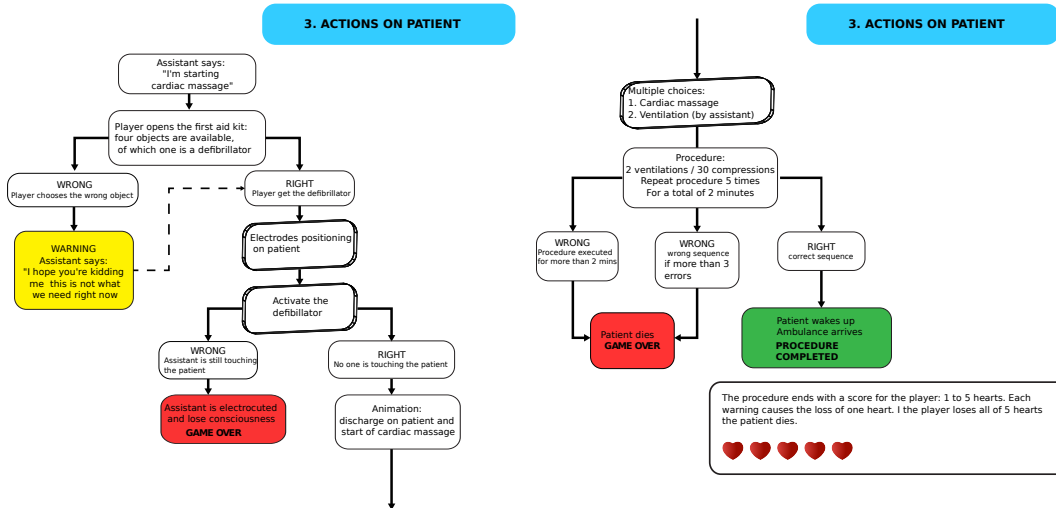 3. ACTIONS ON PATIENT
Assistant says:
"I'm starting
cardiac massage"
Player opens the first aid kit:
four objects are available,
of which one is a defibrillator
WRONG
Player chooses the wrong object
RIGHT
Player get the defibrillator
WARNING
Assistant says:
"I hope you're kidding
me this is not what
we need right now
Electrodes positioning
on patient
Activate the
defibillator
WRONG
Assistant is still touching
the patient
RIGHT
No one is touching the patient
Assistant is electrocuted
and lose consciousness
GAME OVER
Animation:
discharge on patient and
start of cardiac massage
3. ACTIONS ON PATIENT
Multiple choices:
1. Cardiac massage
2. Ventilation (by assistant)
Procedure:
2 ventilations / 30 compressions
Repeat procedure 5 times
For a total of 2 minutes
WRONG
Procedure executed
for more than 2 mins
WRONG
wrong sequence
if more than 3
errors
RIGHT
correct sequence
Patient dies
GAME OVER
Patient wakes up
Ambulance arrives
PROCEDURE
COMPLETED
The procedure ends with a score for the player: 1 to 5 hearts. Each
warning causes the loss of one heart. I the player loses all of 5 hearts
the patient dies.